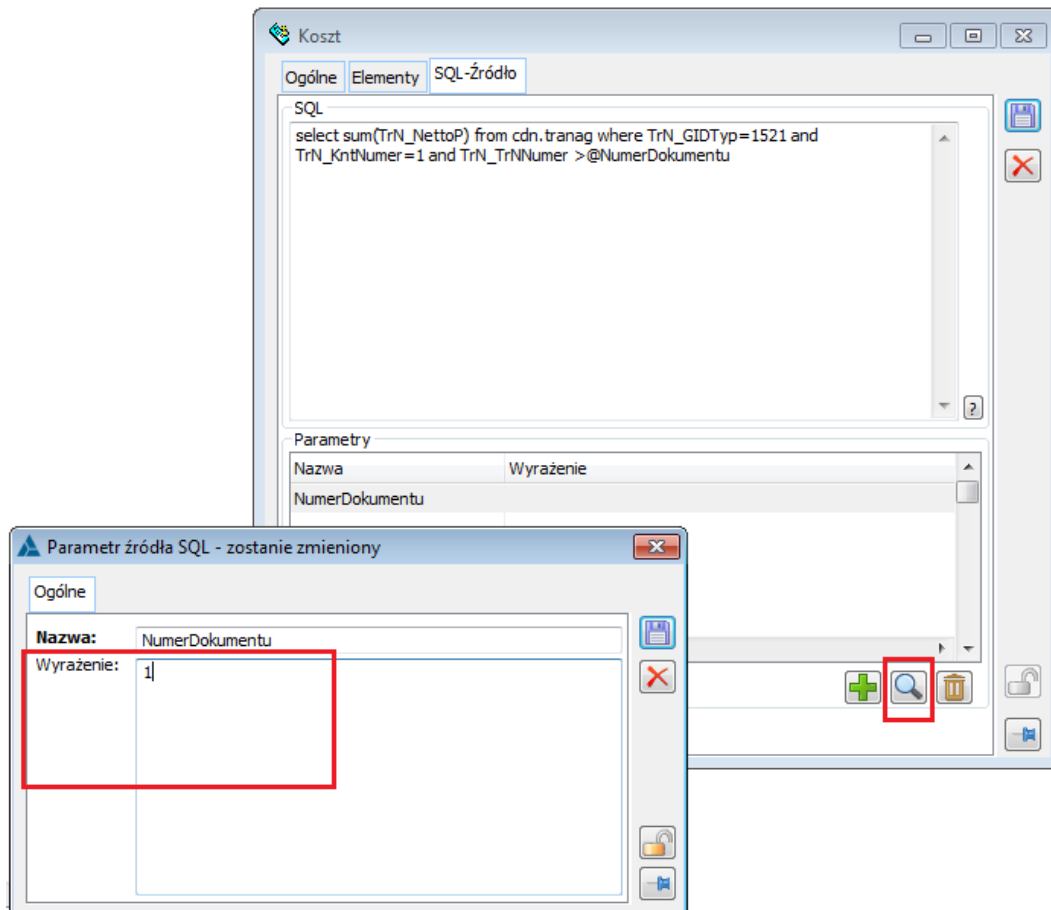 Koszt
Ogólne Elementy SQL-Źródło
SQL
select sum(TrN_NettoP) from cdn.tranag where TrN_GIDTyp=1521 and
TrN_KntNumer=1 and TrN_TrNNumer >@NumerDokumentu
?
Parametry
Nazwa Wyrażenie
NumerDokumentu
Parametr źródła SQL - zostanie zmieniony
Ogólne
Nazwa: NumerDokumentu
Wyrażenie: 1